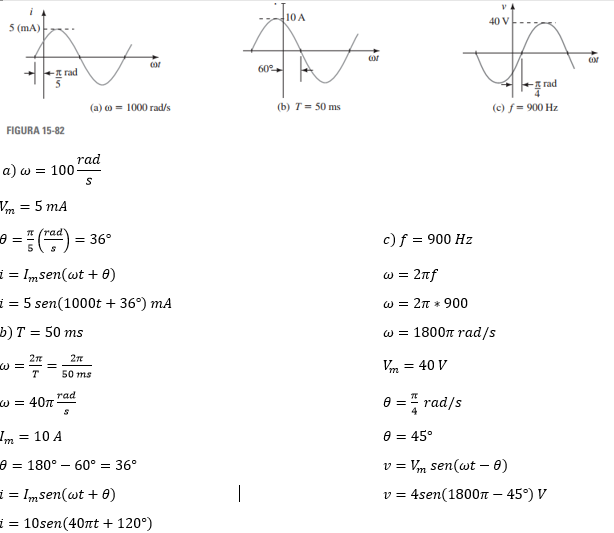 i
5 (mA)
π/5 rad
ωt
(a) ω = 1000 rad/s
10 A
60°
ωt
(b) T = 50 ms
v
40 V
π/4 rad
ωt
(c) f = 900 Hz
FIGURA 15-82
a) ω = 100 rad/s
Vₘ = 5 mA
θ = π/5 (rad/s) = 36°
i = Iₘsen(ωt + θ)
i = 5 sen(1000t + 36°) mA
b) T = 50 ms
ω = 2π/T = 2π/50 ms
ω = 40π rad/s
Iₘ = 10 A
θ = 180° − 60° = 36°
i = Iₘsen(ωt + θ)
i = 10sen(40πt + 120°)
c) f = 900 Hz
ω = 2πf
ω = 2π * 900
ω = 1800π rad/s
Vₘ = 40 V
θ = π/4 rad/s
θ = 45°
v = Vₘ sen(ωt − θ)
v = 4sen(1800π − 45°) V